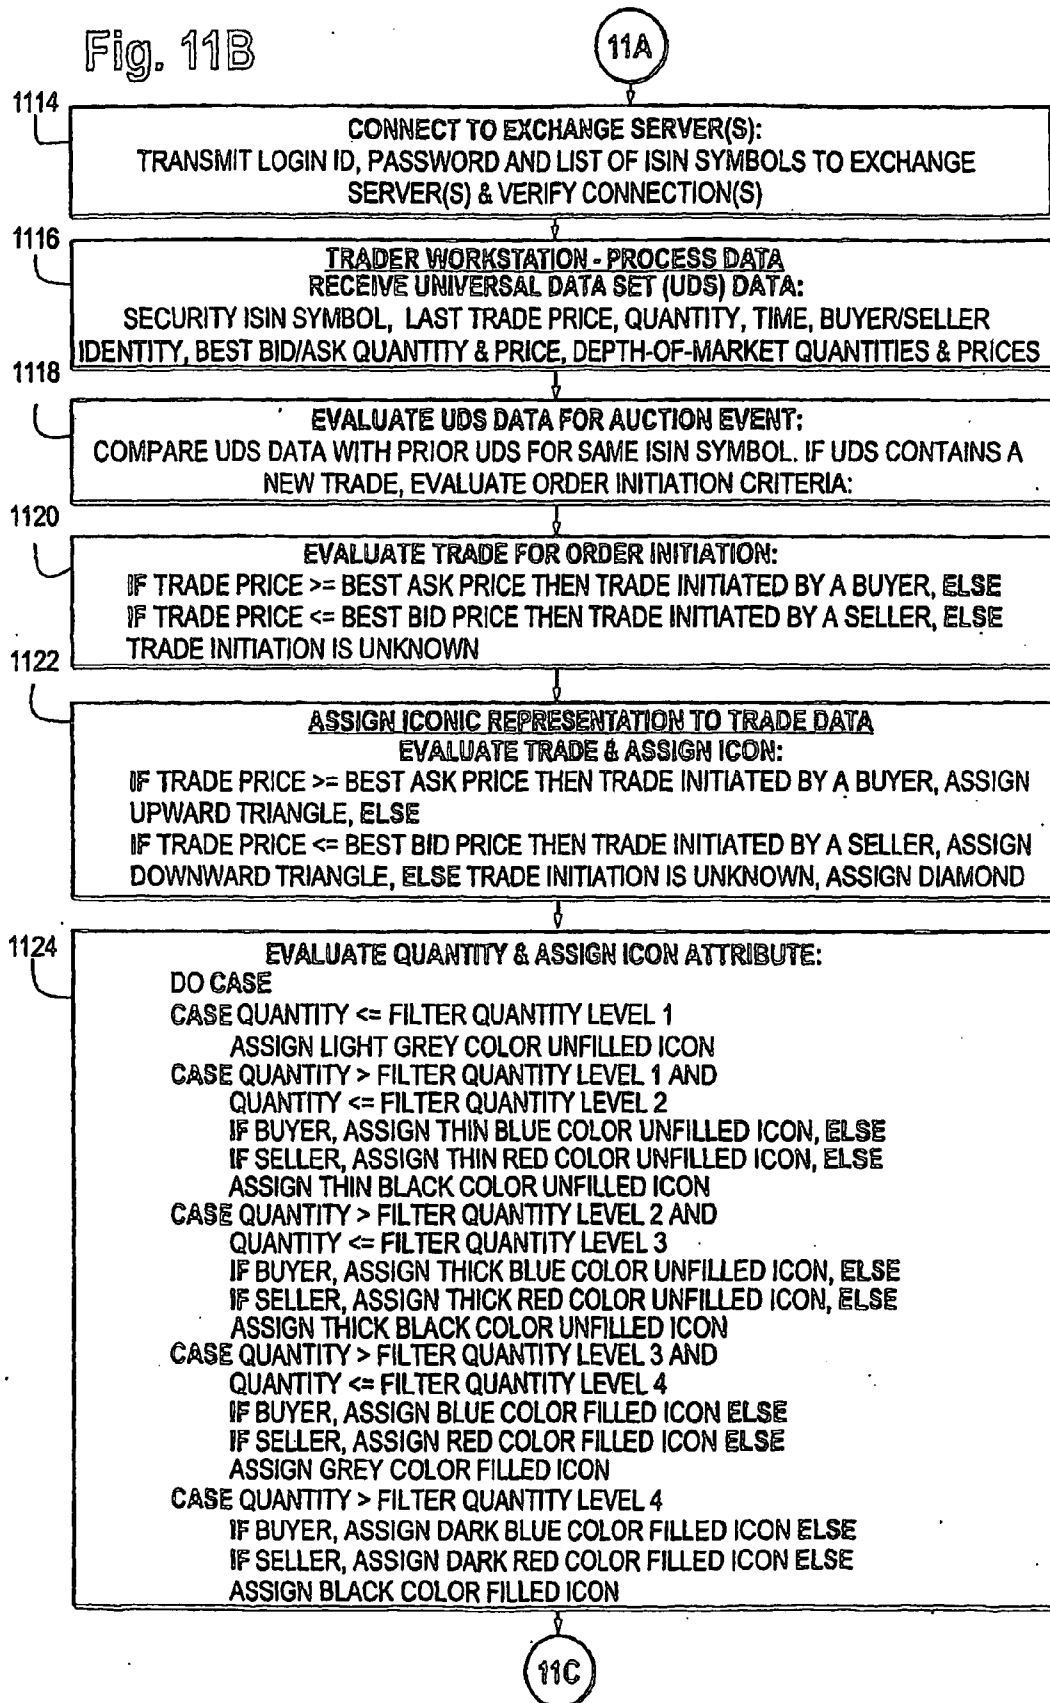 Fig. 11B
11A
1114
CONNECT TO EXCHANGE SERVER(S):
TRANSMIT LOGIN ID, PASSWORD AND LIST OF ISIN SYMBOLS TO EXCHANGE
SERVER(S) & VERIFY CONNECTION(S)
1116
TRADER WORKSTATION - PROCESS DATA
RECEIVE UNIVERSAL DATA SET (UDS) DATA:
SECURITY ISIN SYMBOL, LAST TRADE PRICE, QUANTITY, TIME, BUYER/SELLER
IDENTITY, BEST BID/ASK QUANTITY & PRICE, DEPTH-OF-MARKET QUANTITIES & PRICES
1118
EVALUATE UDS DATA FOR AUCTION EVENT:
COMPARE UDS DATA WITH PRIOR UDS FOR SAME ISIN SYMBOL. IF UDS CONTAINS A
NEW TRADE, EVALUATE ORDER INITIATION CRITERIA:
1120
EVALUATE TRADE FOR ORDER INITIATION:
IF TRADE PRICE >= BEST ASK PRICE THEN TRADE INITIATED BY A BUYER, ELSE
IF TRADE PRICE <= BEST BID PRICE THEN TRADE INITIATED BY A SELLER, ELSE
TRADE INITIATION IS UNKNOWN
1122
ASSIGN ICONIC REPRESENTATION TO TRADE DATA
EVALUATE TRADE & ASSIGN ICON:
IF TRADE PRICE >= BEST ASK PRICE THEN TRADE INITIATED BY A BUYER, ASSIGN
UPWARD TRIANGLE, ELSE
IF TRADE PRICE <= BEST BID PRICE THEN TRADE INITIATED BY A SELLER, ASSIGN
DOWNWARD TRIANGLE, ELSE TRADE INITIATION IS UNKNOWN, ASSIGN DIAMOND
1124
EVALUATE QUANTITY & ASSIGN ICON ATTRIBUTE:
DO CASE
CASE QUANTITY <= FILTER QUANTITY LEVEL 1
ASSIGN LIGHT GREY COLOR UNFILLED ICON
CASE QUANTITY > FILTER QUANTITY LEVEL 1 AND
QUANTITY <= FILTER QUANTITY LEVEL 2
IF BUYER, ASSIGN THIN BLUE COLOR UNFILLED ICON, ELSE
IF SELLER, ASSIGN THIN RED COLOR UNFILLED ICON, ELSE
ASSIGN THIN BLACK COLOR UNFILLED ICON
CASE QUANTITY > FILTER QUANTITY LEVEL 2 AND
QUANTITY <= FILTER QUANTITY LEVEL 3
IF BUYER, ASSIGN THICK BLUE COLOR UNFILLED ICON, ELSE
IF SELLER, ASSIGN THICK RED COLOR UNFILLED ICON, ELSE
ASSIGN THICK BLACK COLOR UNFILLED ICON
CASE QUANTITY > FILTER QUANTITY LEVEL 3 AND
QUANTITY <= FILTER QUANTITY LEVEL 4
IF BUYER, ASSIGN BLUE COLOR FILLED ICON ELSE
IF SELLER, ASSIGN RED COLOR FILLED ICON ELSE
ASSIGN GREY COLOR FILLED ICON
CASE QUANTITY > FILTER QUANTITY LEVEL 4
IF BUYER, ASSIGN DARK BLUE COLOR FILLED ICON ELSE
IF SELLER, ASSIGN DARK RED COLOR FILLED ICON ELSE
ASSIGN BLACK COLOR FILLED ICON
11C